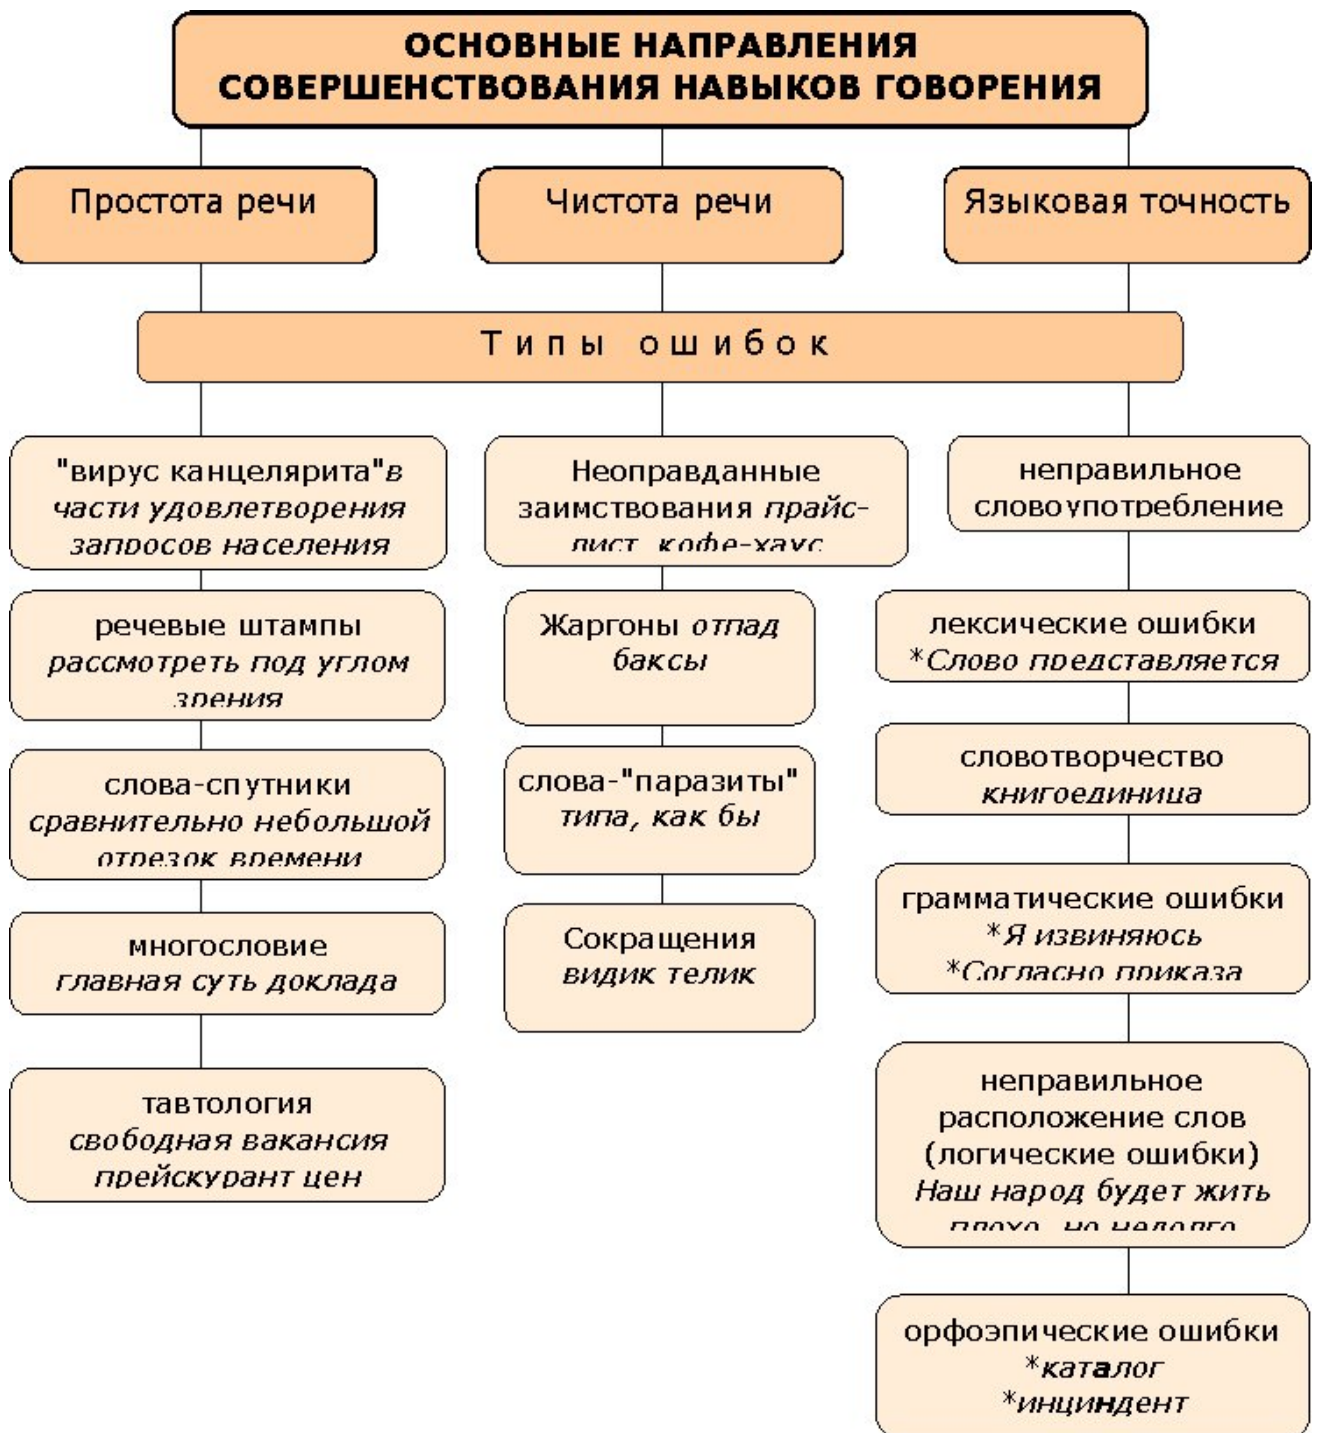 ОСНОВНЫЕ НАПРАВЛЕНИЯ
СОВЕРШЕНСТВОВАНИЯ НАВЫКОВ ГОВОРЕНИЯ
Простота речи
Чистота речи
Языковая точность
Типы ошибок
"вирус канцелярита"в
части удовлетворения
запросов населения
речевые штампы
рассмотреть под углом
зрения
слова-спутники
сравнительно небольшой
отрезок времени
многословие
главная суть доклада
тавтология
свободная вакансия
прейскурант цен
Неоправданные
заимствования прайс-
лист, кофе-хаус
Жаргоны отпад
баксы
слова-"паразиты"
типа, как бы
Сокращения
видик телик
неправильное
словоупотребление
лексические ошибки
*Слово представляется
словотворчество
книгоединица
грамматические ошибки
*Я извиняюсь
*Согласно приказа
неправильное
расположение слов
(логические ошибки)
Наш народ будет жить
плохо, но недолго
орфоэпические ошибки
*каталог
*инциндент